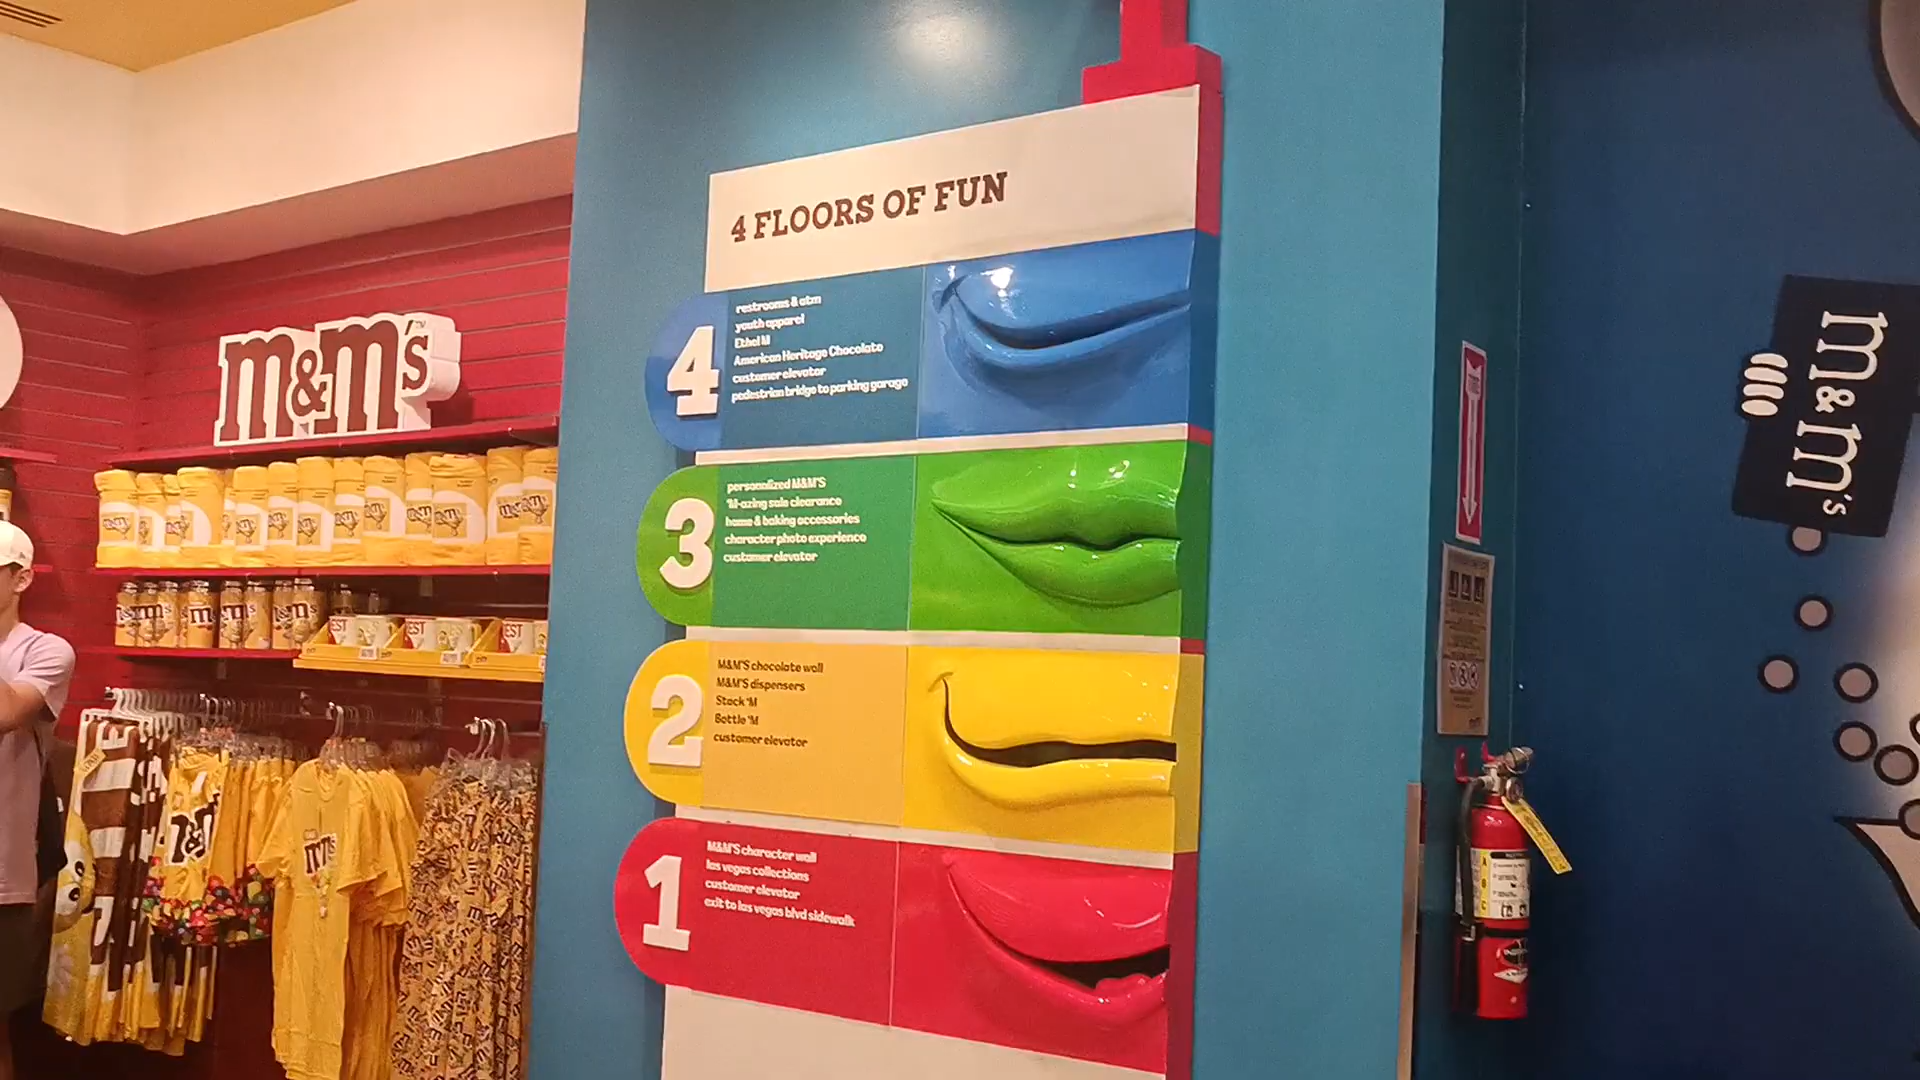 4 FLOORS OF FUN
4
restrooms & atm
youth apparel
Ethel M
American Heritage Chocolate
customer elevator
pedestrian bridge to parking garage
3
personalized M&M'S
'M-azing sale clearance
home & baking accessories
character photo experience
customer elevator
2
M&M'S chocolate wall
M&M'S dispensers
Stack 'M
Bottle 'M
customer elevator
1
M&M'S character wall
las vegas collections
customer elevator
exit to las vegas blvd sidewalk
m&m's™
m&m's